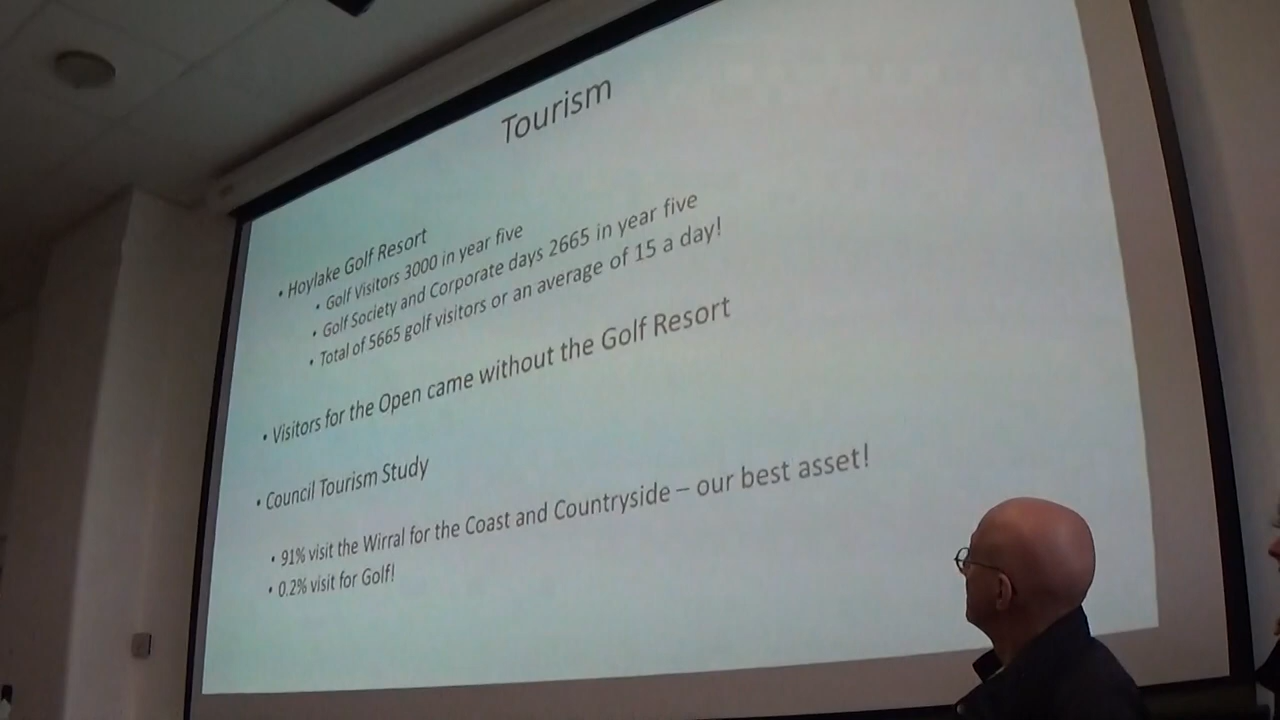 Tourism
• Hoylake Golf Resort
• Golf Visitors 3000 in year five
• Golf Society and Corporate days 2665 in year five
• Total of 5665 golf visitors or an average of 15 a day!
• Visitors for the Open came without the Golf Resort
• Council Tourism Study
• 91% visit the Wirral for the Coast and Countryside – our best asset!
• 0.2% visit for Golf!